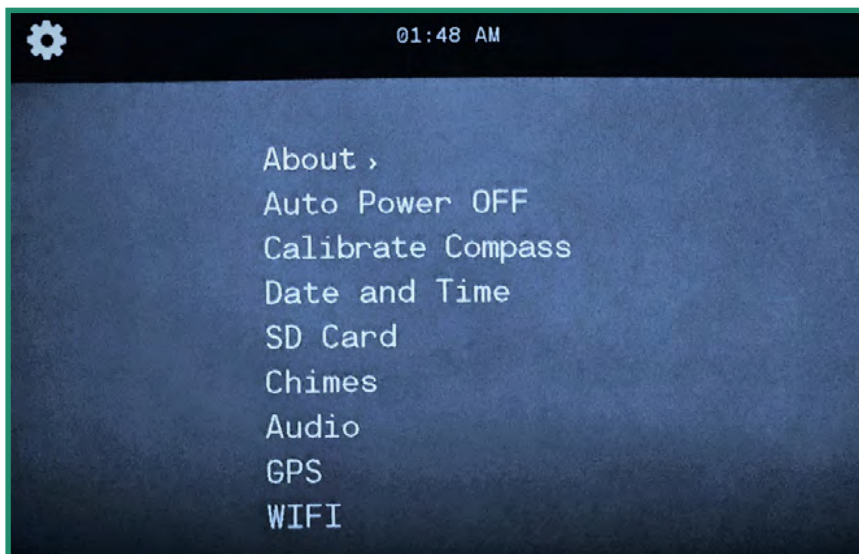 01:48 AM
About ›
Auto Power OFF
Calibrate Compass
Date and Time
SD Card
Chimes
Audio
GPS
WIFI